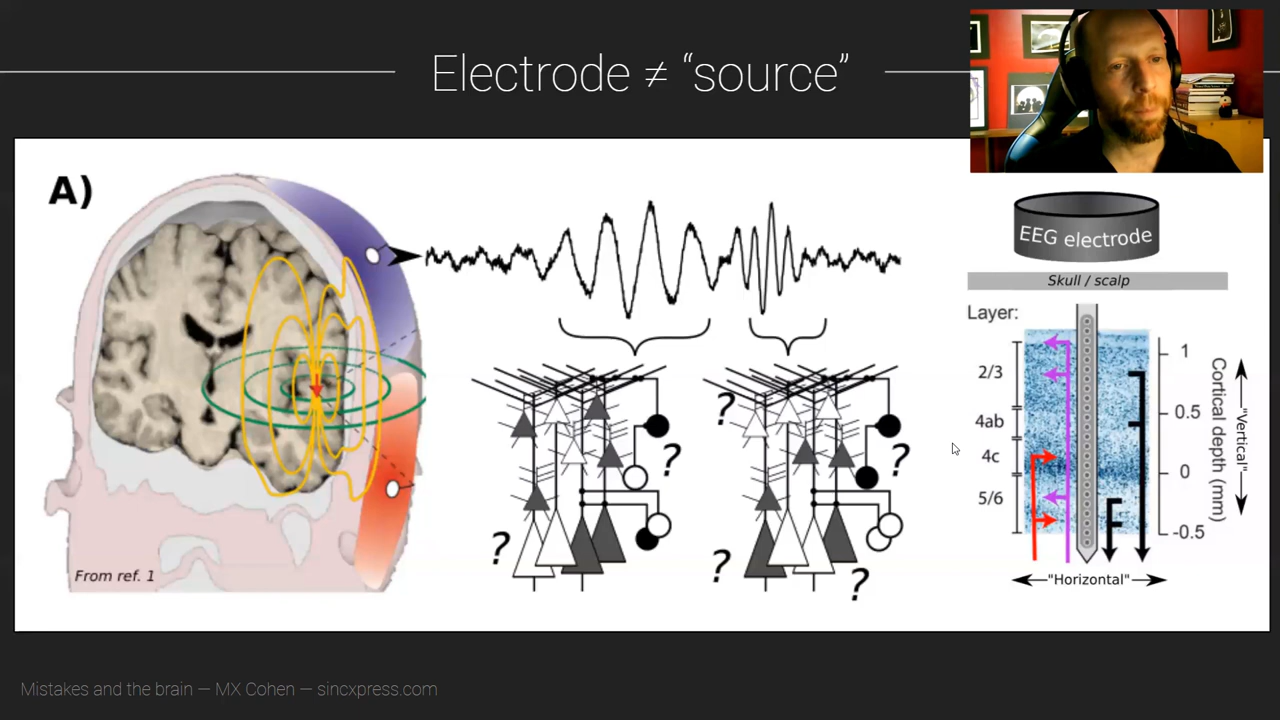 Electrode ≠ “source”
A)
EEG electrode
Skull / scalp
Layer:
2/3
4ab
4c
5/6
1
0.5
0
-0.5
Cortical depth (mm)
"Vertical"
"Horizontal"
?
?
?
?
?
?
?
From ref. 1
Mistakes and the brain — MX Cohen — sincxpress.com